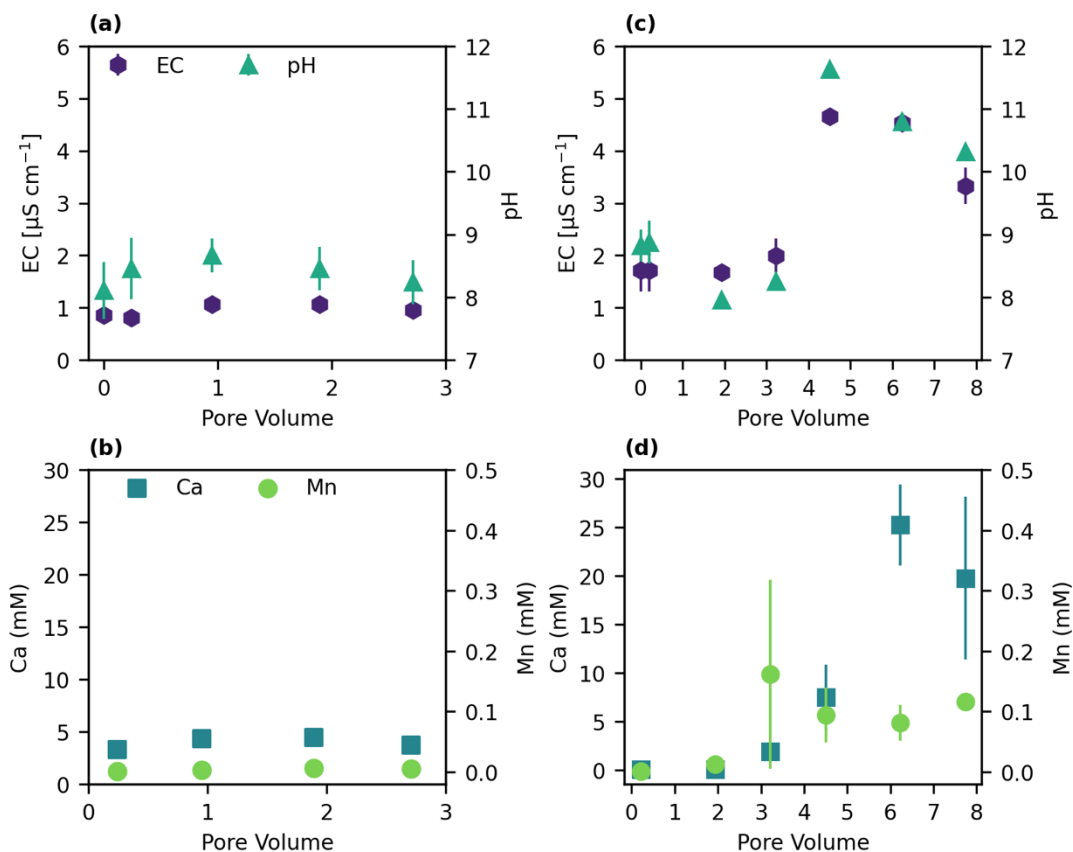 (a)
6
5
4
3
2
1
0
EC [µS cm⁻¹]
EC
pH
12
11
10
9
8
7
pH
0 1 2 3
Pore Volume
(c)
6
5
4
3
2
1
0
EC [µS cm⁻¹]
12
11
10
9
8
7
pH
0 1 2 3 4 5 6 7 8
Pore Volume
(b)
30
25
20
15
10
5
0
Ca (mM)
Ca
Mn
0.5
0.4
0.3
0.2
0.1
0.0
Mn (mM)
0 1 2 3
Pore Volume
(d)
30
25
20
15
10
5
0
Ca (mM)
0.5
0.4
0.3
0.2
0.1
0.0
Mn (mM)
0 1 2 3 4 5 6 7 8
Pore Volume